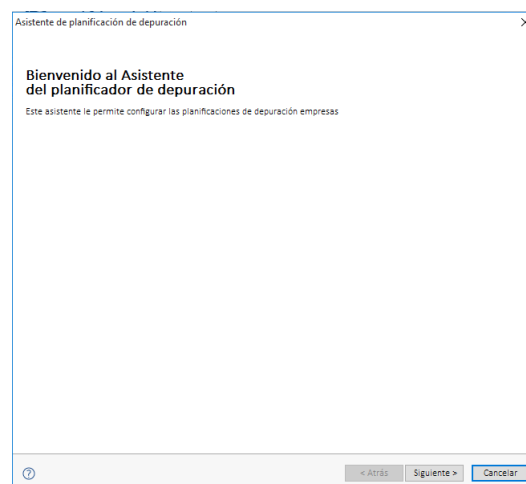 Asistente de planificación de depuración
Bienvenido al Asistente
del planificador de depuración
Este asistente le permite configurar las planificaciones de depuración empresas
< Atrás Siguiente > Cancelar